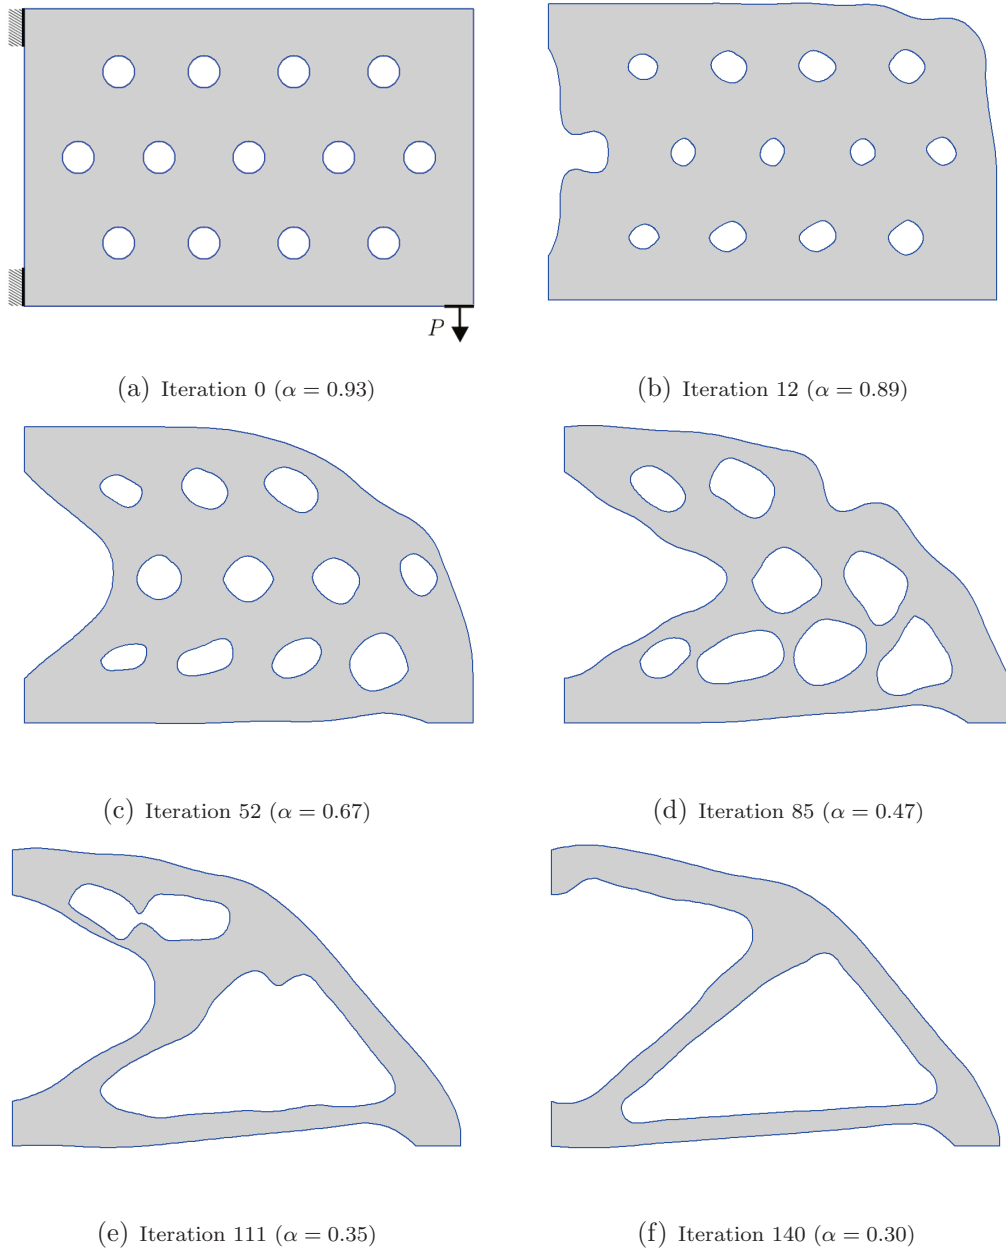 P
(a) Iteration 0 (α = 0.93)
(b) Iteration 12 (α = 0.89)
(c) Iteration 52 (α = 0.67)
(d) Iteration 85 (α = 0.47)
(e) Iteration 111 (α = 0.35)
(f) Iteration 140 (α = 0.30)